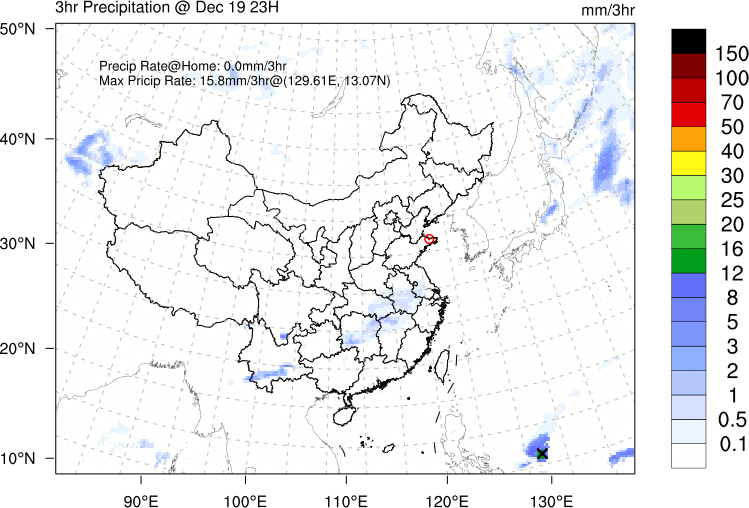 3hr Precipitation @ Dec 19 23H
mm/3hr
50°N
Precip Rate@Home: 0.0mm/3hr
Max Pricip Rate: 15.8mm/3hr@(129.61E, 13.07N)
40°N
30°N
20°N
10°N
90°E 100°E 110°E 120°E 130°E
150
100
70
50
40
30
25
20
16
12
8
5
3
2
1
0.5
0.1